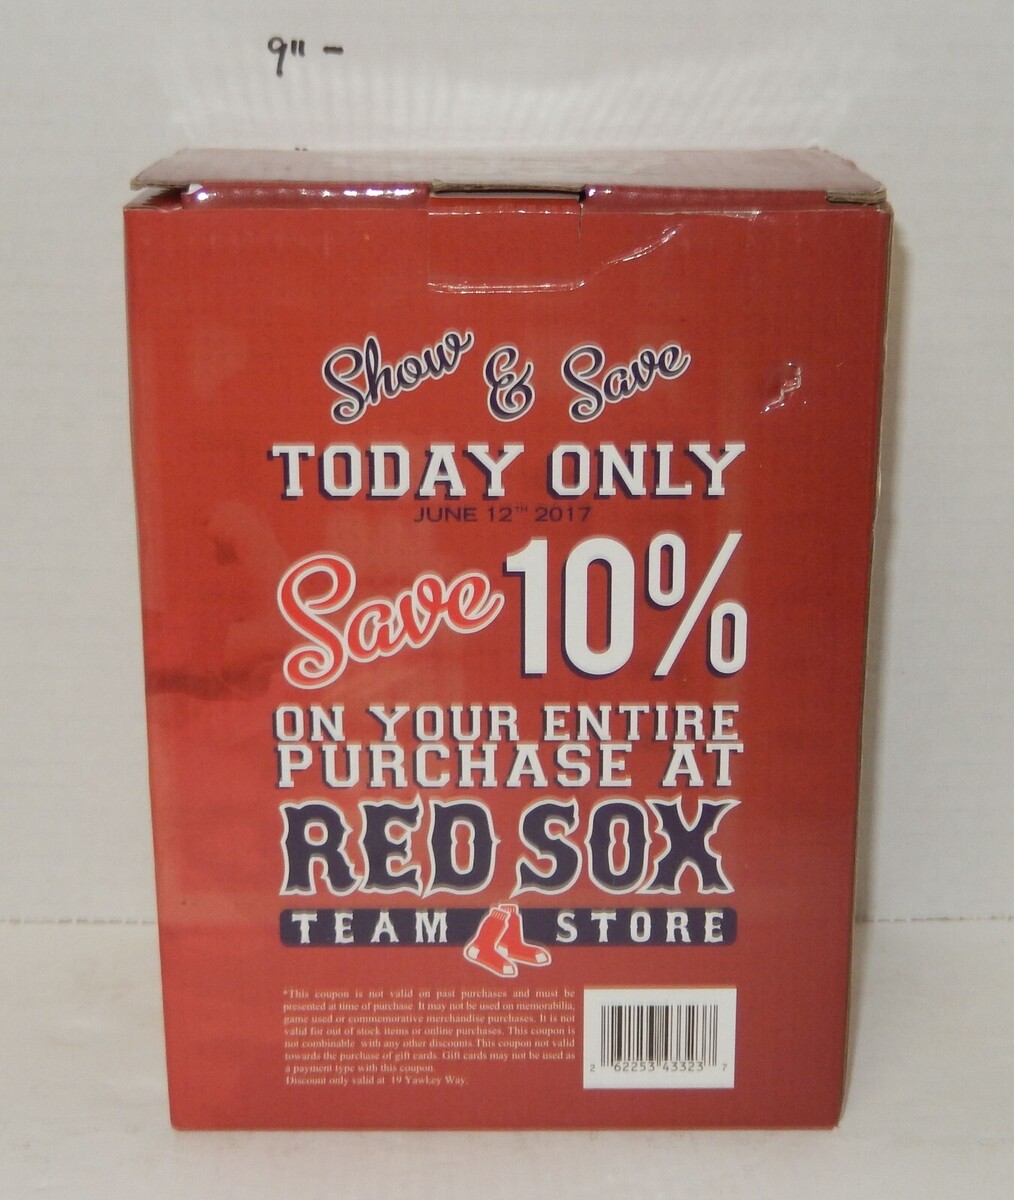 9" -
Show & Save
TODAY ONLY
JUNE 12TH 2017
Save 10%
ON YOUR ENTIRE
PURCHASE AT
RED SOX
TEAM STORE
*This coupon is not valid on past purchases and must be
presented at time of purchase. It may not be used on memorabilia,
game used or commemorative merchandise purchases. It is not
valid for out of stock items or online purchases. This coupon is
not combinable with any other discounts. This coupon not valid
towards the purchase of gift cards. Gift cards may not be used as
a payment type with this coupon.
Discount only valid at 19 Yawkey Way.
2 62253 43323 7